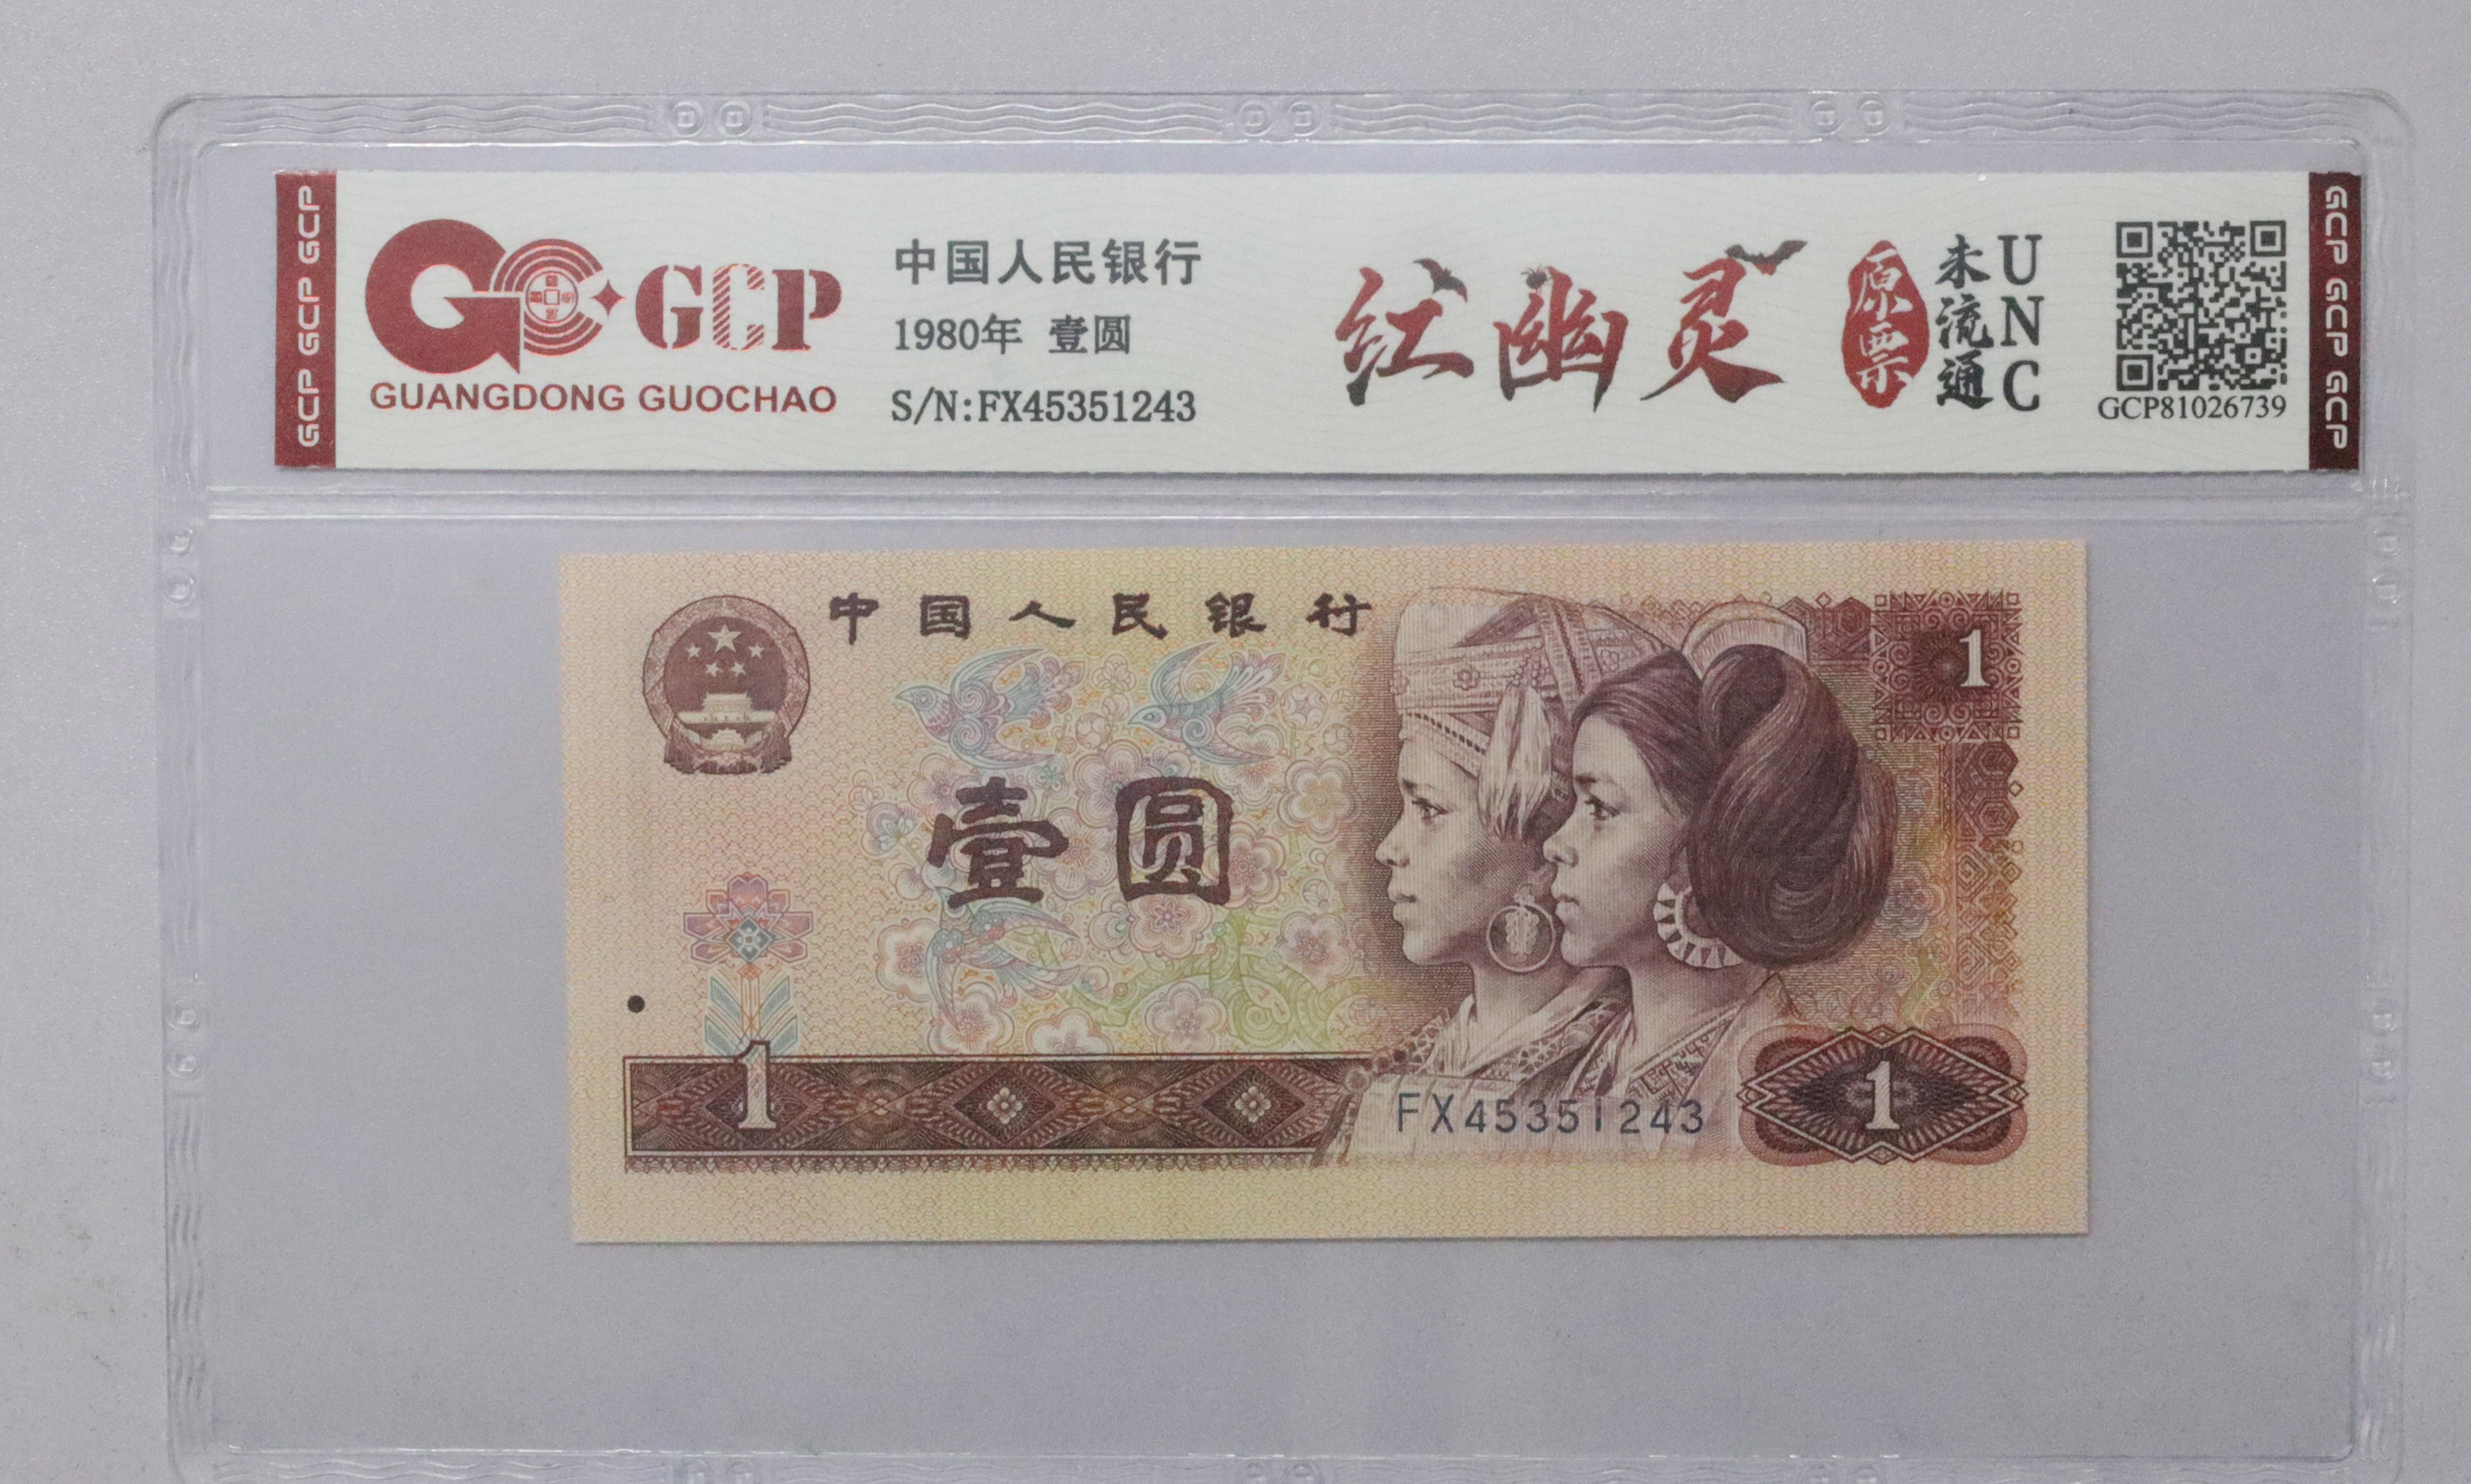 GCP GCP GCP
GCP
GUANGDONG GUOCHAO
中国人民银行
1980年 壹圆
S/N:FX45351243
红幽灵
原票
未流通
UNC
GCP81026739
GCP GCP GCP
中国人民银行
1
壹圆
1
FX45351243
1